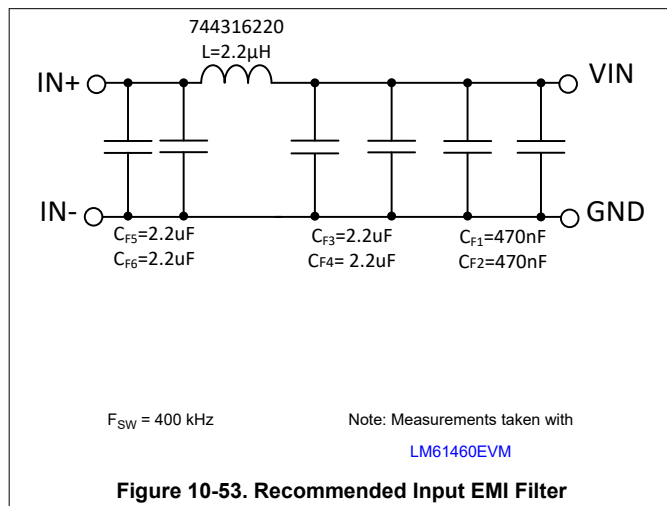 744316220
L=2.2µH
IN+
VIN
IN-
GND
CF5=2.2uF
CF6=2.2uF
CF3=2.2uF
CF4= 2.2uF
CF1=470nF
CF2=470nF
FSW = 400 kHz
Note: Measurements taken with
LM61460EVM
Figure 10-53. Recommended Input EMI Filter